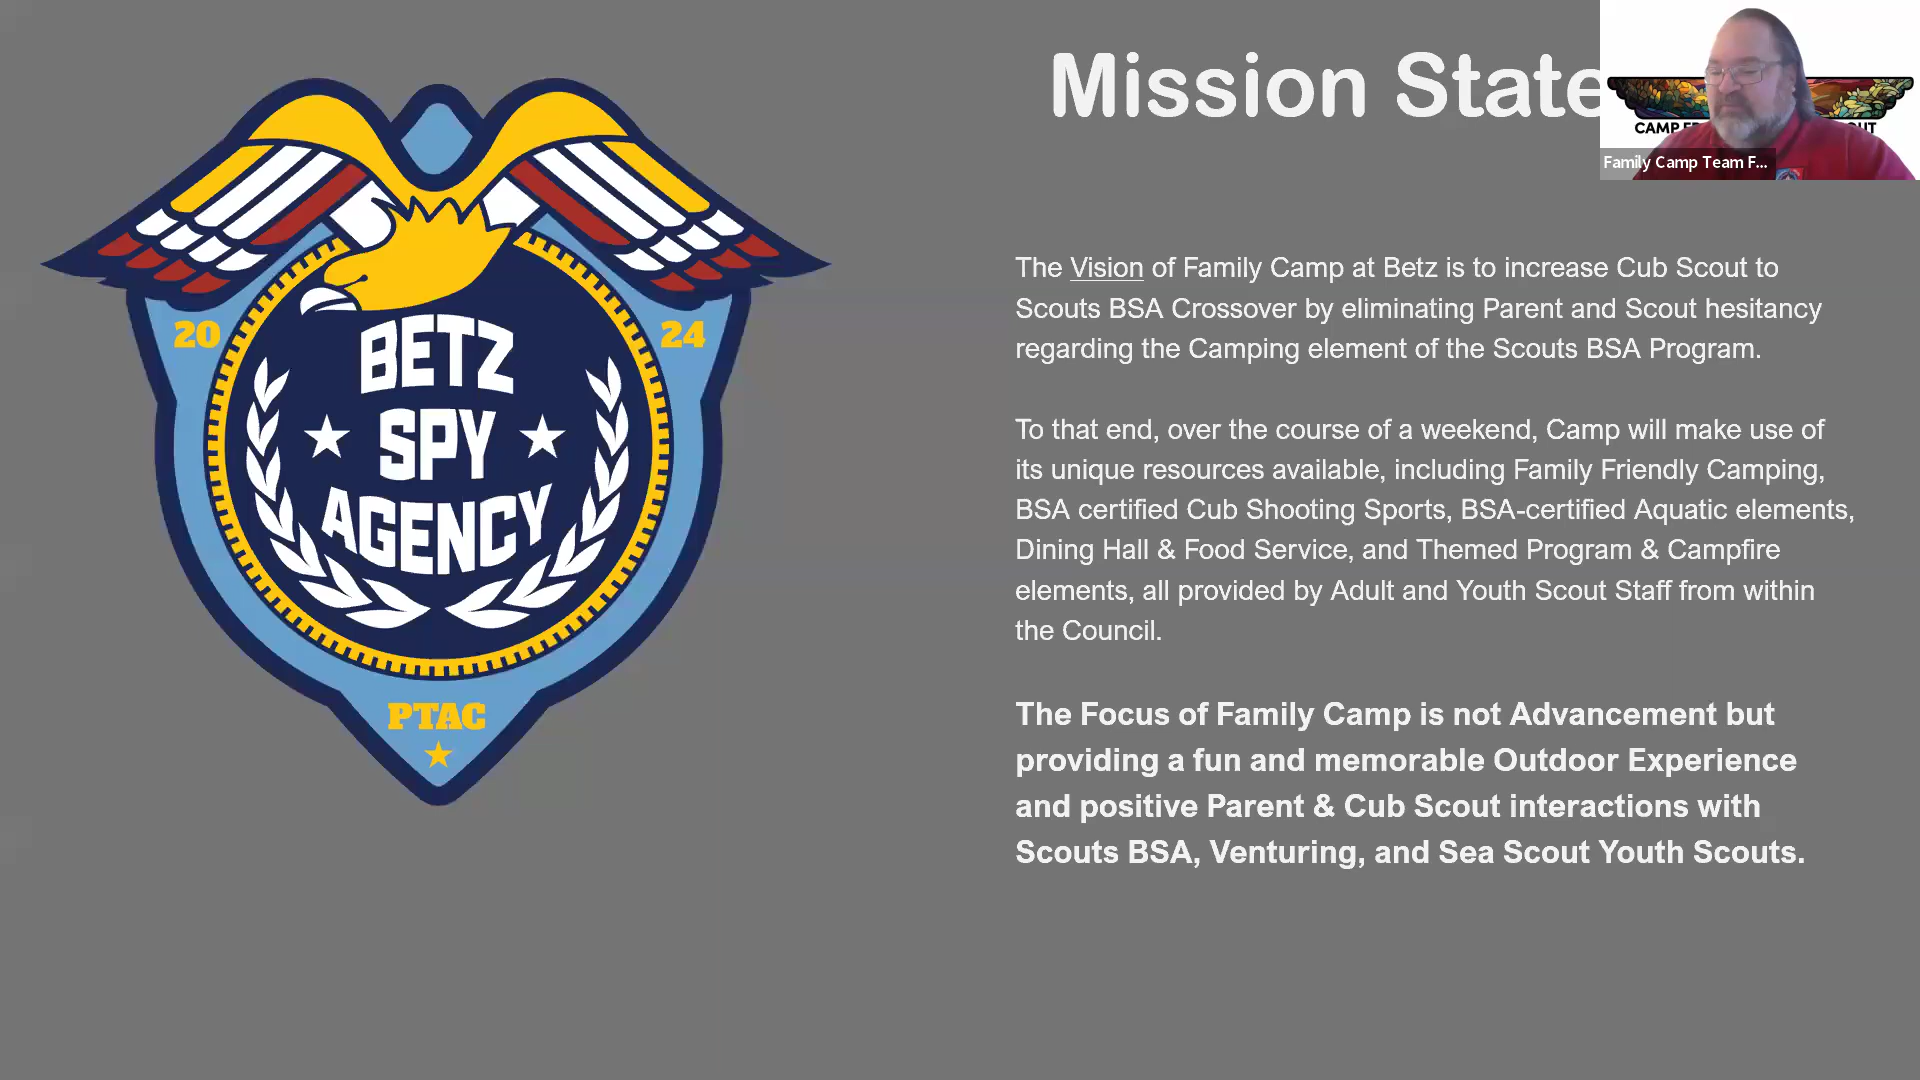 Mission State
CAMP
OUT
Family Camp Team F...
20
24
BETZ
SPY
AGENCY
PTAC
The Vision of Family Camp at Betz is to increase Cub Scout to
Scouts BSA Crossover by eliminating Parent and Scout hesitancy
regarding the Camping element of the Scouts BSA Program.
To that end, over the course of a weekend, Camp will make use of
its unique resources available, including Family Friendly Camping,
BSA certified Cub Shooting Sports, BSA-certified Aquatic elements,
Dining Hall & Food Service, and Themed Program & Campfire
elements, all provided by Adult and Youth Scout Staff from within
the Council.
The Focus of Family Camp is not Advancement but
providing a fun and memorable Outdoor Experience
and positive Parent & Cub Scout interactions with
Scouts BSA, Venturing, and Sea Scout Youth Scouts.